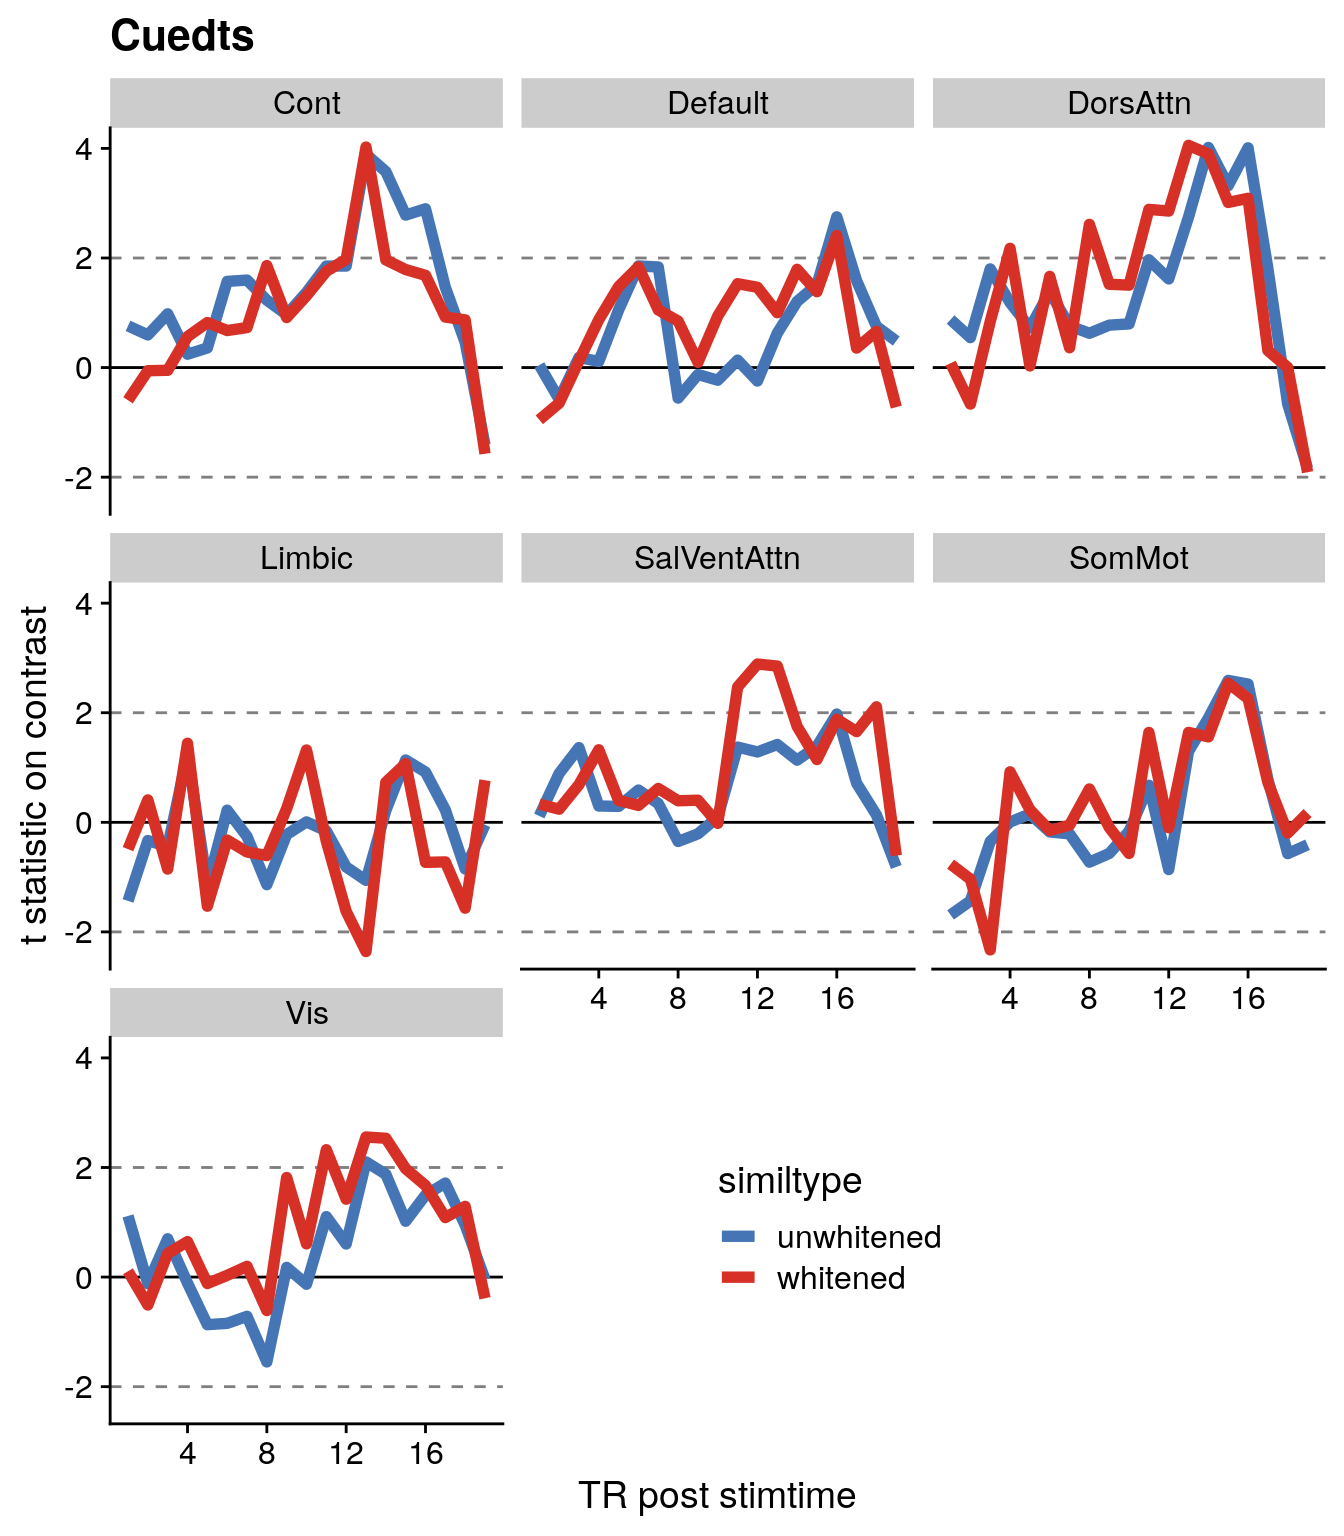 Cuedts
Cont
Default
DorsAttn
4
2
0
-2
Limbic
SalVentAttn
SomMot
4
2
0
-2
4 8 12 16
4 8 12 16
Vis
4
2
0
-2
4 8 12 16
t statistic on contrast
TR post stimtime
similtype
unwhitened
whitened